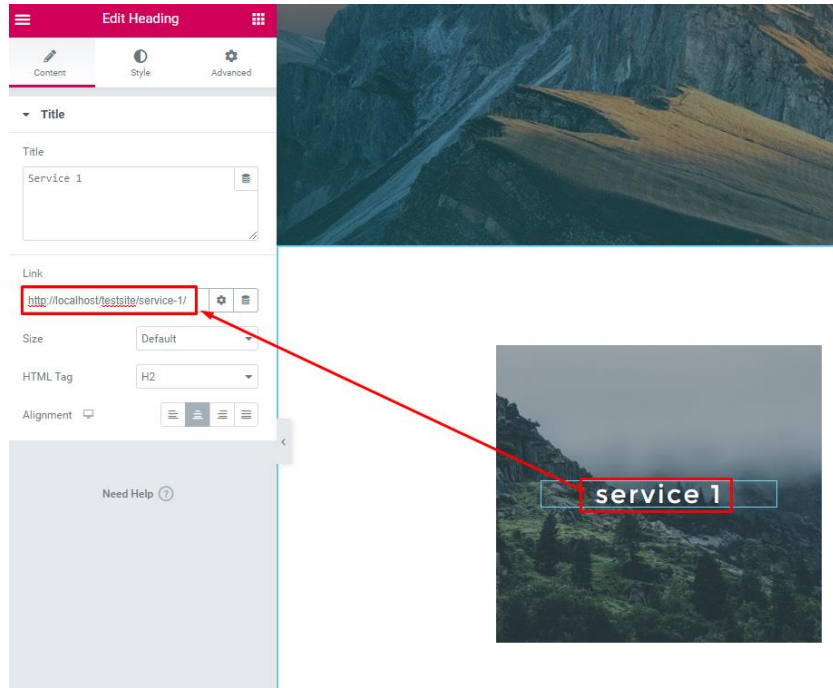 Edit Heading
Content Style Advanced
Title
Title
Service 1
Link
http://localhost/testsite/service-1/
Size Default
HTML Tag H2
Alignment
Need Help ?
service 1